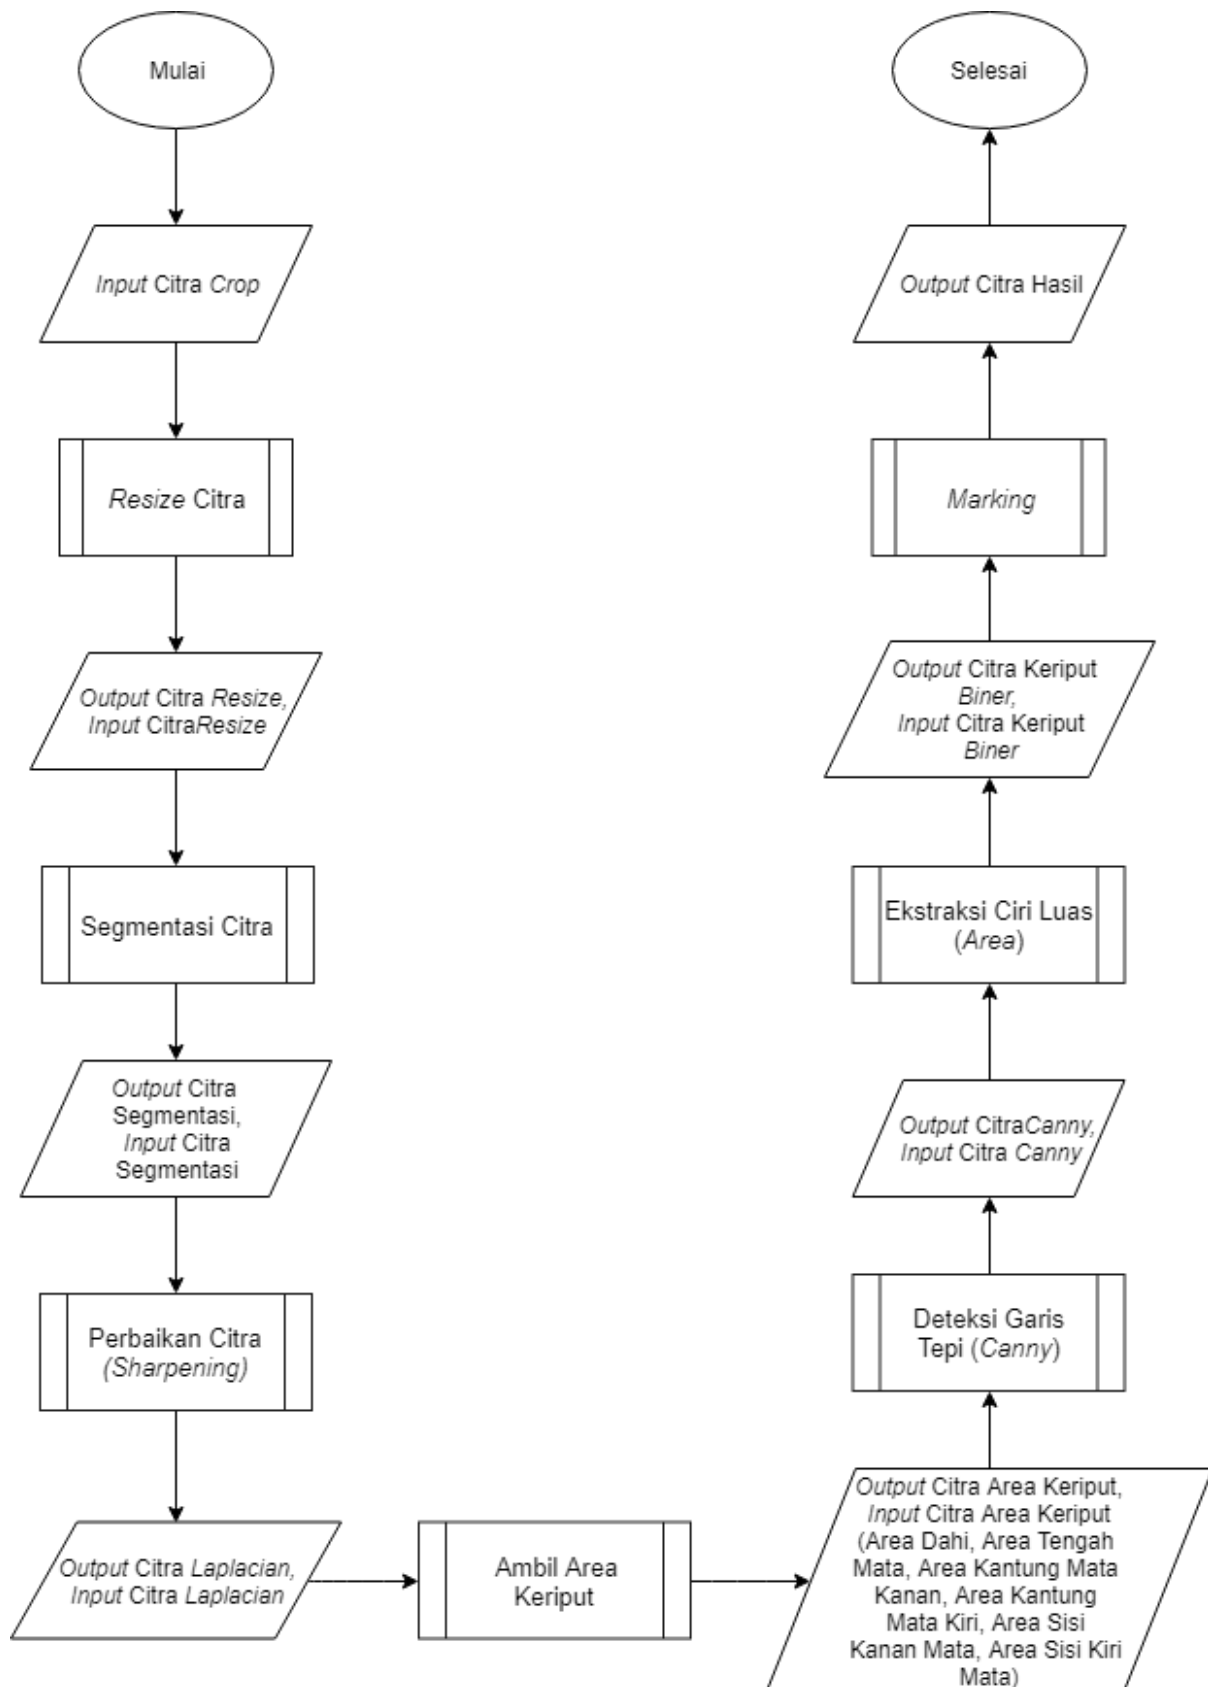 Mulai
Input Citra Crop
Resize Citra
Output Citra Resize,
Input CitraResize
Segmentasi Citra
Output Citra
Segmentasi,
Input Citra
Segmentasi
Perbaikan Citra
(Sharpening)
Output Citra Laplacian,
Input Citra Laplacian
Ambil Area
Keriput
Output Citra Area Keriput,
Input Citra Area Keriput
(Area Dahi, Area Tengah
Mata, Area Kantung Mata
Kanan, Area Kantung
Mata Kiri, Area Sisi
Kanan Mata, Area Sisi Kiri
Mata)
Deteksi Garis
Tepi (Canny)
Output CitraCanny,
Input Citra Canny
Ekstraksi Ciri Luas
(Area)
Output Citra Keriput
Biner,
Input Citra Keriput
Biner
Marking
Output Citra Hasil
Selesai